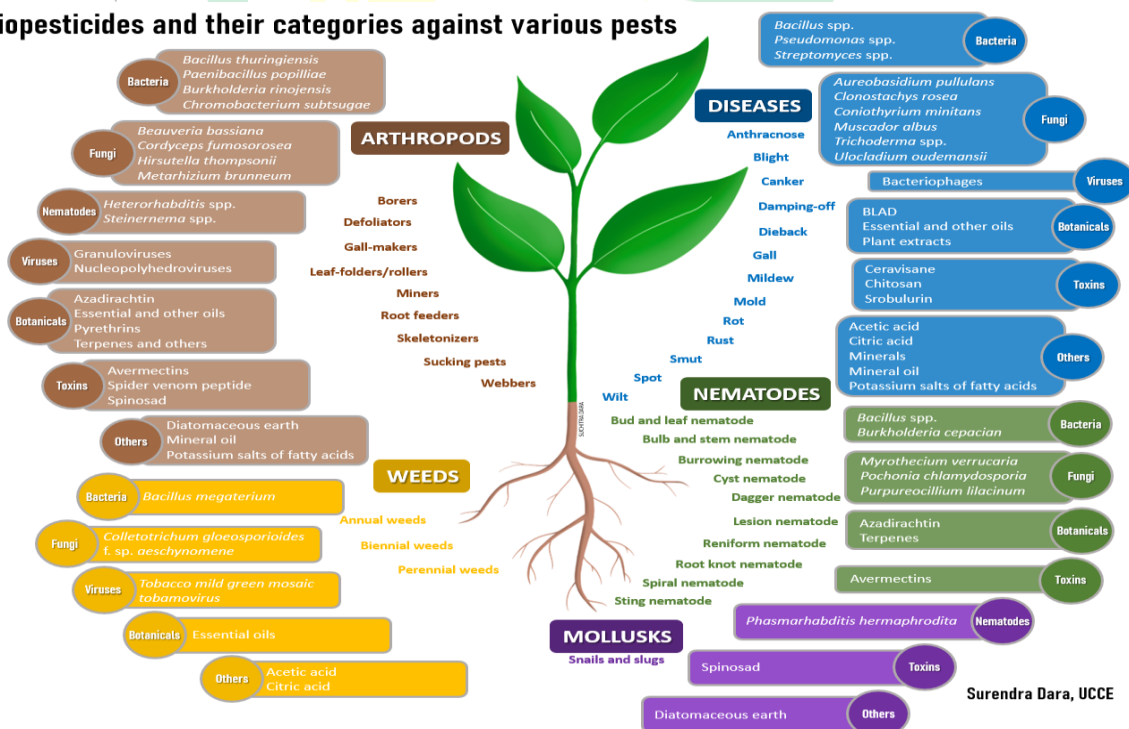 iopesticides and their categories against various pests
ARTHROPODS
Bacteria
Bacillus thuringiensis
Paenibacillus popilliae
Burkholderia rinojensis
Chromobacterium subtsugae
Fungi
Beauveria bassiana
Cordyceps fumosorosea
Hirsutella thompsonii
Metarhizium brunneum
Nematodes
Heterorhabditis spp.
Steinernema spp.
Viruses
Granuloviruses
Nucleopolyhedroviruses
Botanicals
Azadirachtin
Essential and other oils
Pyrethrins
Terpenes and others
Toxins
Avermectins
Spider venom peptide
Spinosad
Others
Diatomaceous earth
Mineral oil
Potassium salts of fatty acids
Borers
Defoliators
Gall-makers
Leaf-folders/rollers
Miners
Root feeders
Skeletonizers
Sucking pests
Webbers
WEEDS
Bacteria
Bacillus megaterium
Fungi
Colletotrichum gloeosporioides
f. sp. aeschynomene
Viruses
Tobacco mild green mosaic
tobamovirus
Botanicals
Essential oils
Others
Acetic acid
Citric acid
Annual weeds
Biennial weeds
Perennial weeds
DISEASES
Anthracnose
Blight
Canker
Damping-off
Dieback
Gall
Mildew
Mold
Rot
Rust
Smut
Spot
Wilt
Bacillus spp.
Pseudomonas spp.
Streptomyces spp.
Bacteria
Aureobasidium pullulans
Clonostachys rosea
Coniothyrium minitans
Muscador albus
Trichoderma spp.
Ulocladium oudemansii
Fungi
Bacteriophages
Viruses
BLAD
Essential and other oils
Plant extracts
Botanicals
Ceravisane
Chitosan
Srobulurin
Toxins
Acetic acid
Citric acid
Minerals
Mineral oil
Potassium salts of fatty acids
Others
NEMATODES
Bud and leaf nematode
Bulb and stem nematode
Burrowing nematode
Cyst nematode
Dagger nematode
Lesion nematode
Reniform nematode
Root knot nematode
Spiral nematode
Sting nematode
Bacillus spp.
Burkholderia cepacian
Bacteria
Myrothecium verrucaria
Pochonia chlamydosporia
Purpureocillium lilacinum
Fungi
Azadirachtin
Terpenes
Botanicals
Avermectins
Toxins
MOLLUSKS
Snails and slugs
Phasmarhabditis hermaphrodita
Nematodes
Spinosad
Toxins
Diatomaceous earth
Others
SUCHITRA DARA
Surendra Dara, UCCE